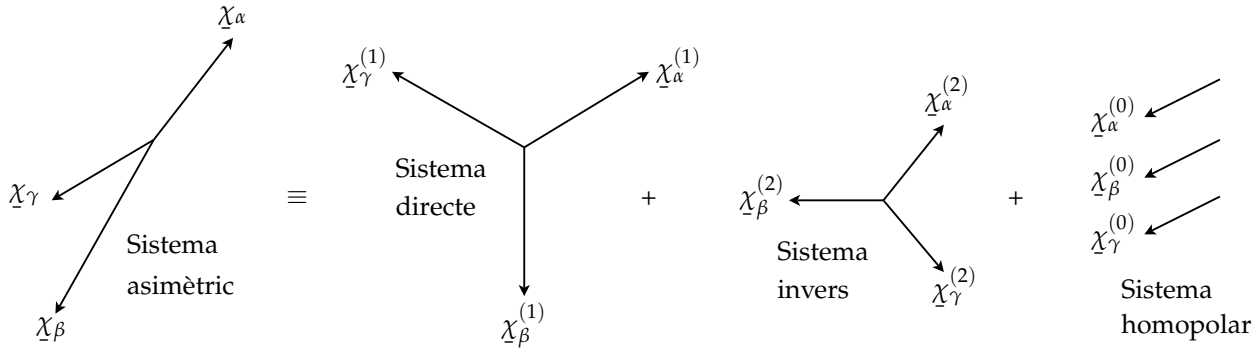 χ̲α
χ̲γ
χ̲β
Sistema
asimètric
≡
χ̲γ^(1)
χ̲α^(1)
Sistema
directe
χ̲β^(1)
+
χ̲α^(2)
χ̲β^(2)
Sistema
invers
χ̲γ^(2)
+
χ̲α^(0)
χ̲β^(0)
χ̲γ^(0)
Sistema
homopolar